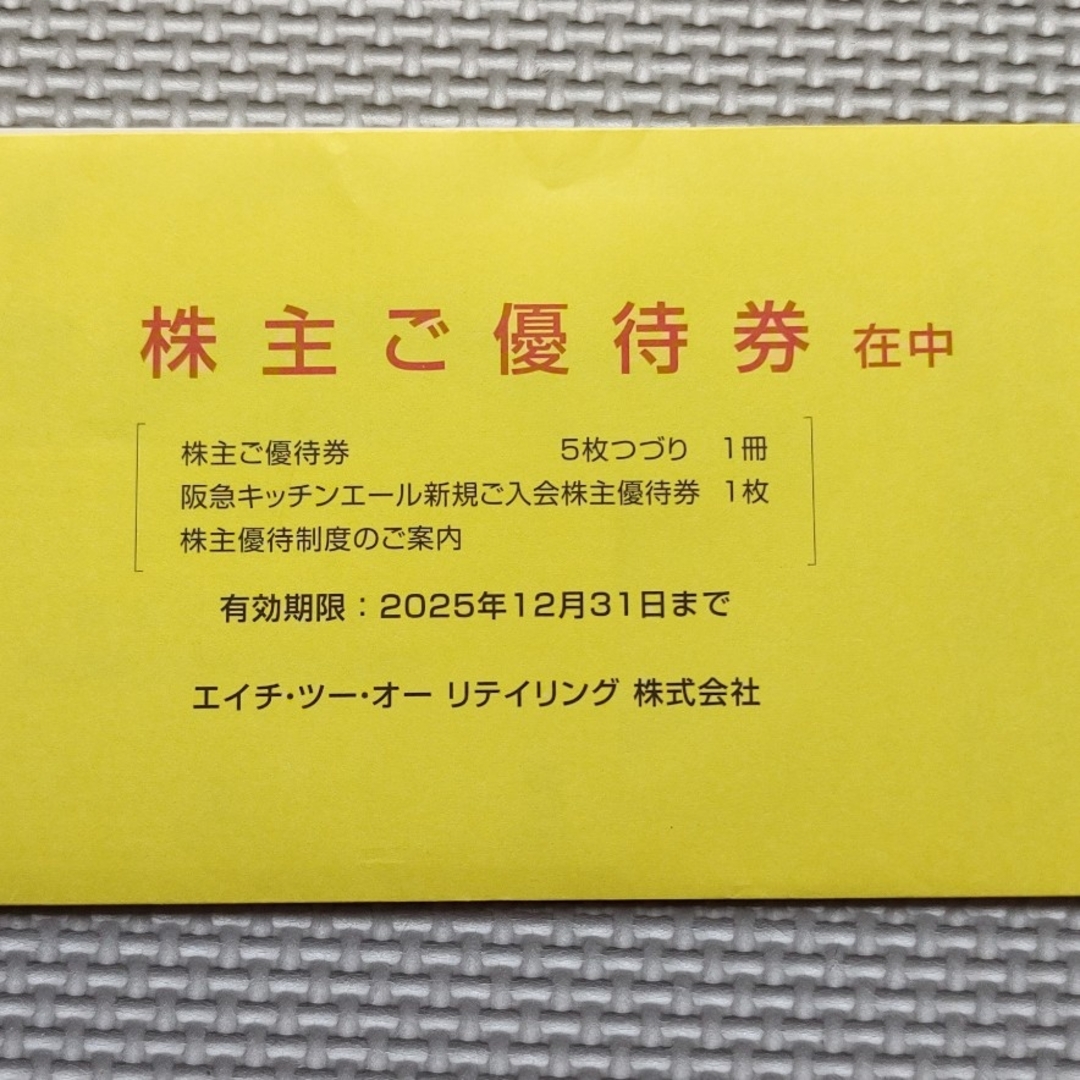 株主ご優待券 在中
株主ご優待券 5枚つづり 1冊
阪急キッチンエール新規ご入会株主優待券 1枚
株主優待制度のご案内
有効期限：2025年12月31日まで
エイチ・ツー・オー リテイリング 株式会社